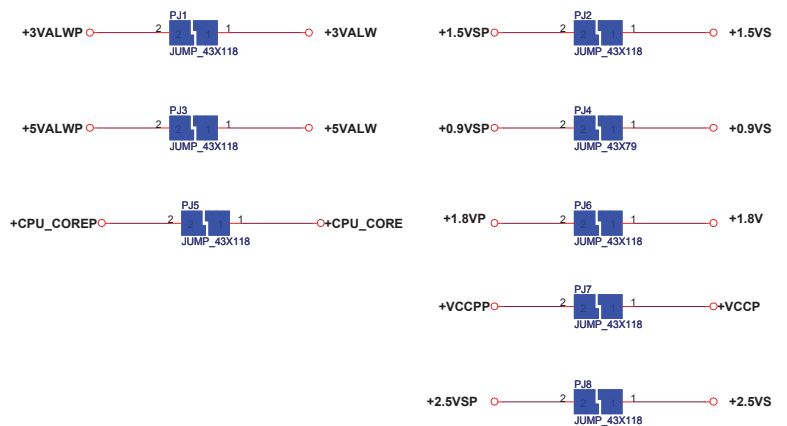 PJ1
+3VALWP 2 2 1 1 +3VALW
JUMP_43X118
PJ2
+1.5VSP 2 2 1 1 +1.5VS
JUMP_43X118
PJ3
+5VALWP 2 2 1 1 +5VALW
JUMP_43X118
PJ4
+0.9VSP 2 2 1 1 +0.9VS
JUMP_43X79
PJ5
+CPU_COREP 2 2 1 1 +CPU_CORE
JUMP_43X118
PJ6
+1.8VP 2 2 1 1 +1.8V
JUMP_43X118
PJ7
+VCCPP 2 2 1 1 +VCCP
JUMP_43X118
PJ8
+2.5VSP 2 2 1 1 +2.5VS
JUMP_43X118